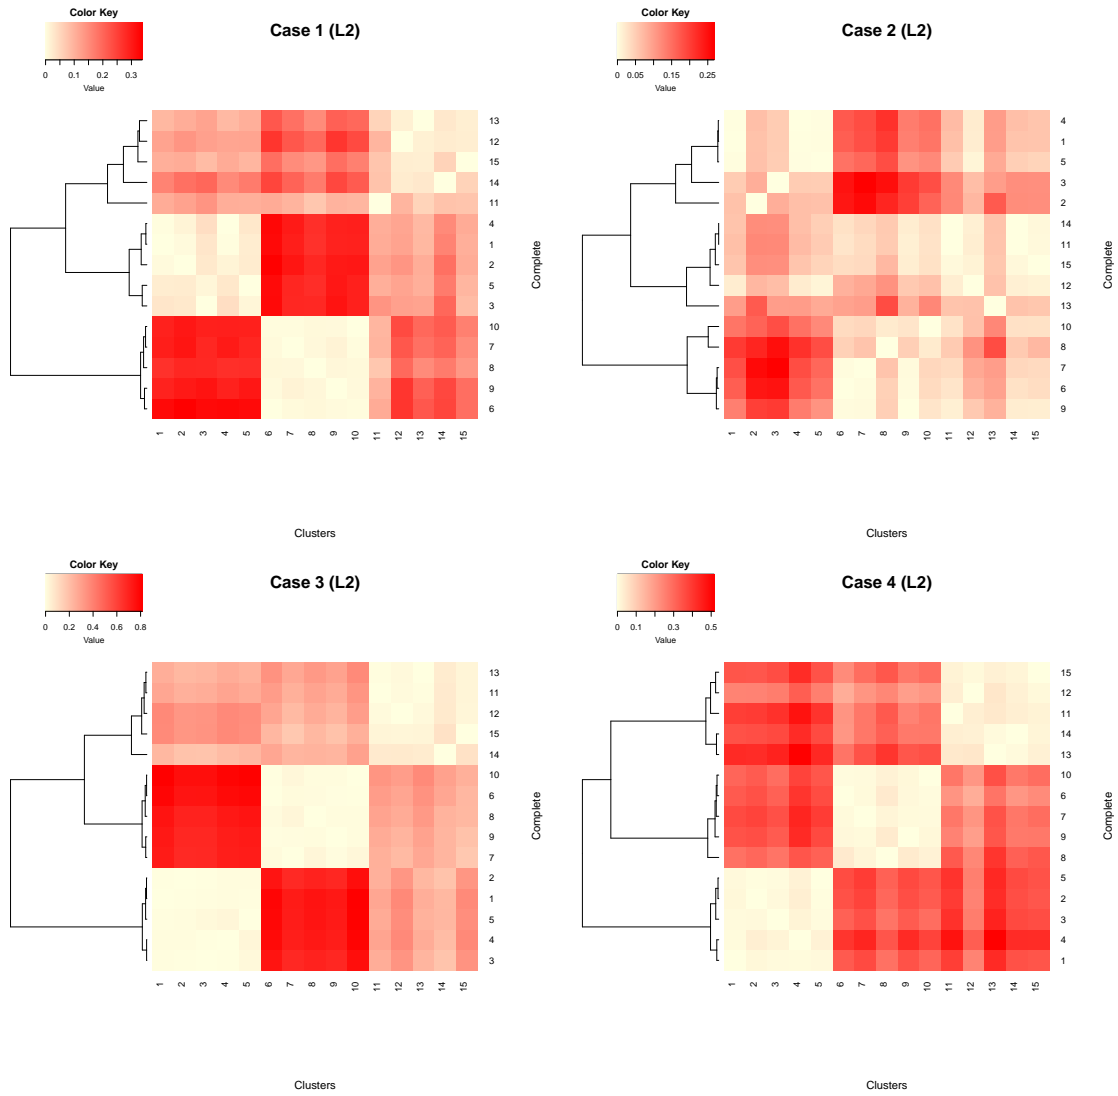 Color Key
Case 1 (L2)
0 0.1 0.2 0.3
Value
13
12
15
14
11
4
1
2
5
3
10
7
8
9
6
Complete
1 2 3 4 5 6 7 8 9 10 11 12 13 14 15
Clusters
Color Key
Case 2 (L2)
0 0.05 0.15 0.25
Value
4
1
5
3
2
14
11
15
12
13
10
8
7
6
9
Complete
1 2 3 4 5 6 7 8 9 10 11 12 13 14 15
Clusters
Color Key
Case 3 (L2)
0 0.2 0.4 0.6 0.8
Value
13
11
12
15
14
10
6
8
9
7
2
1
5
4
3
Complete
1 2 3 4 5 6 7 8 9 10 11 12 13 14 15
Clusters
Color Key
Case 4 (L2)
0 0.1 0.3 0.5
Value
15
12
11
14
13
10
6
7
9
8
5
2
3
4
1
Complete
1 2 3 4 5 6 7 8 9 10 11 12 13 14 15
Clusters